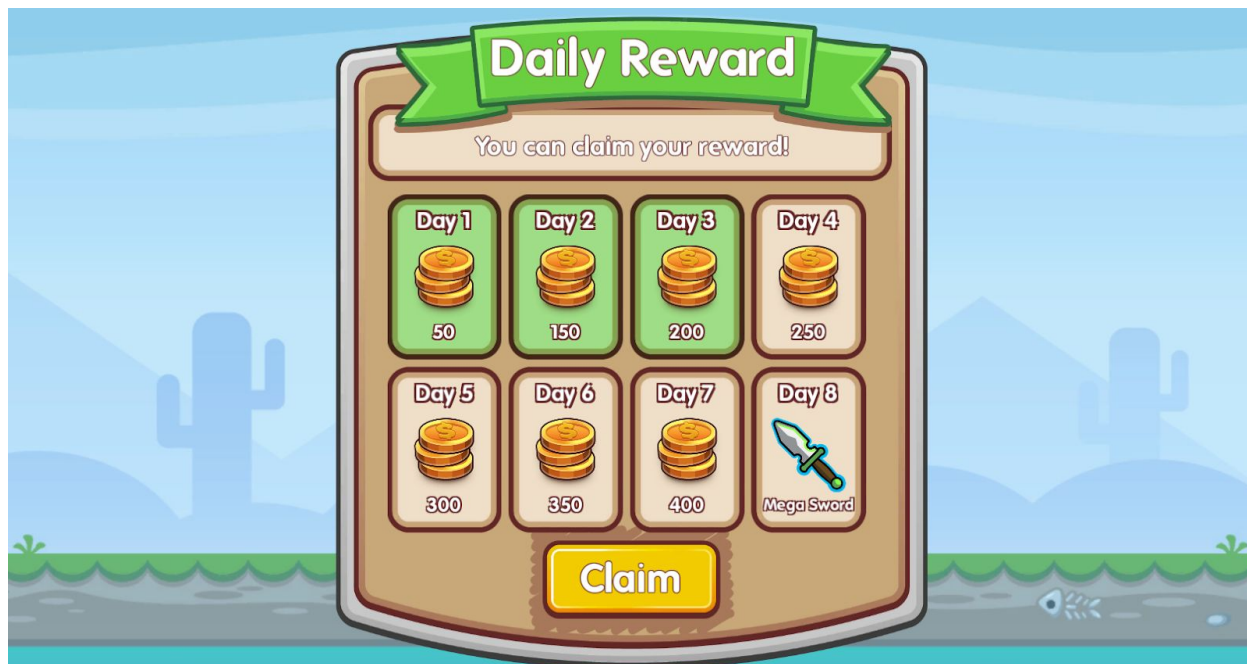 Daily Reward
You can claim your reward!
Day 1
50
Day 2
150
Day 3
200
Day 4
250
Day 5
300
Day 6
350
Day 7
400
Day 8
Mega Sword
Claim